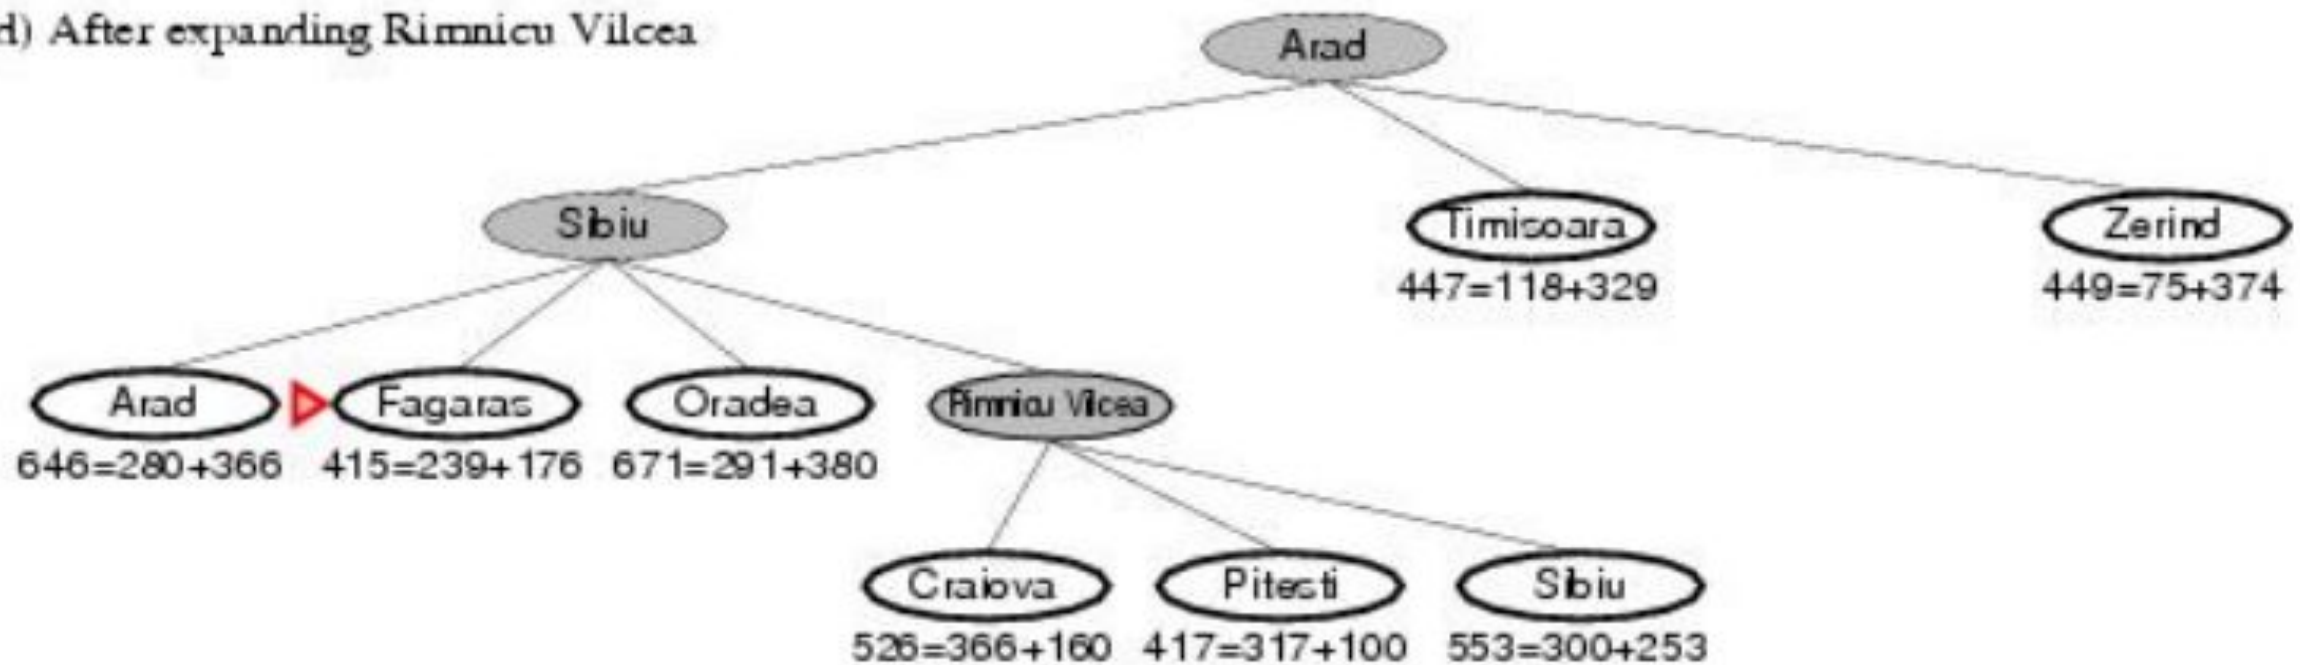 d) After expanding Rimnicu Vilcea
Arad
Sibiu
Timisoara
Zerind
447=118+329
449=75+374
Arad
Fagaras
Oradea
Rimnicu Vilcea
646=280+366
415=239+176
671=291+380
Craiova
Pitesti
Sibiu
526=366+160
417=317+100
553=300+253